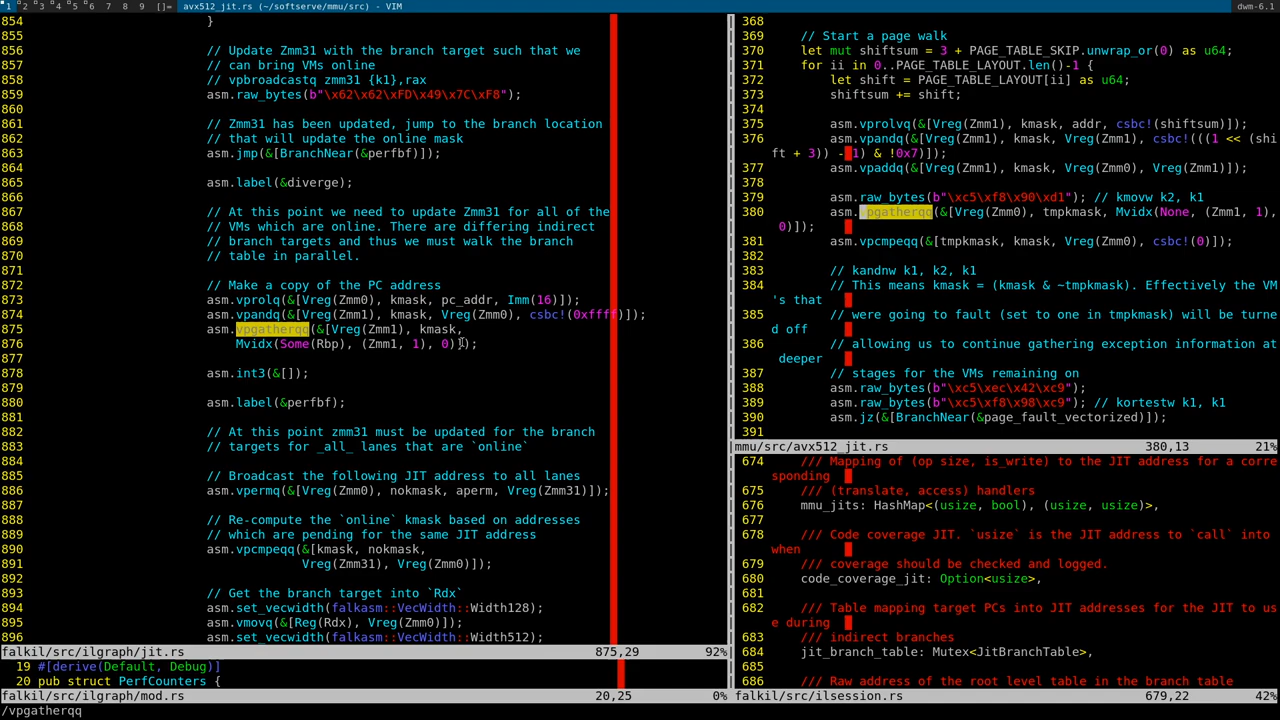 1 2 3 4 5 6 7 8 9 []= avx512_jit.rs (~/softserve/mmu/src) - VIM dwm-6.1
854 }
855
856 // Update Zmm31 with the branch target such that we
857 // can bring VMs online
858 // vpbroadcastq zmm31 {k1},rax
859 asm.raw_bytes(b"\x62\x62\xFD\x49\x7C\xF8");
860
861 // Zmm31 has been updated, jump to the branch location
862 // that will update the online mask
863 asm.jmp(&[BranchNear(&perfbf)]);
864
865 asm.label(&diverge);
866
867 // At this point we need to update Zmm31 for all of the
868 // VMs which are online. There are differing indirect
869 // branch targets and thus we must walk the branch
870 // table in parallel.
871
872 // Make a copy of the PC address
873 asm.vprolq(&[Vreg(Zmm0), kmask, pc_addr, Imm(16)]);
874 asm.vpandq(&[Vreg(Zmm1), kmask, Vreg(Zmm0), csbc!(0xffff)]);
875 asm.vpgatherqq(&[Vreg(Zmm1), kmask,
876 Mvidx(Some(Rbp), (Zmm1, 1), 0)]);
877
878 asm.int3(&[]);
879
880 asm.label(&perfbf);
881
882 // At this point zmm31 must be updated for the branch
883 // targets for _all_ lanes that are `online`
884
885 // Broadcast the following JIT address to all lanes
886 asm.vpermq(&[Vreg(Zmm0), nokmask, aperm, Vreg(Zmm31)]);
887
888 // Re-compute the `online` kmask based on addresses
889 // which are pending for the same JIT address
890 asm.vpcmpeqq(&[kmask, nokmask,
891 Vreg(Zmm31), Vreg(Zmm0)]);
892
893 // Get the branch target into `Rdx`
894 asm.set_vecwidth(falkasm::VecWidth::Width128);
895 asm.vmovq(&[Reg(Rdx), Vreg(Zmm0)]);
896 asm.set_vecwidth(falkasm::VecWidth::Width512);
falkil/src/ilgraph/jit.rs 875,29 92%
19 #[derive(Default, Debug)]
20 pub struct PerfCounters {
falkil/src/ilgraph/mod.rs 20,25 0%
/vpgatherqq
368
369 // Start a page walk
370 let mut shiftsum = 3 + PAGE_TABLE_SKIP.unwrap_or(0) as u64;
371 for ii in 0..PAGE_TABLE_LAYOUT.len()-1 {
372 let shift = PAGE_TABLE_LAYOUT[ii] as u64;
373 shiftsum += shift;
374
375 asm.vprolvq(&[Vreg(Zmm1), kmask, addr, csbc!(shiftsum)]);
376 asm.vpandq(&[Vreg(Zmm1), kmask, Vreg(Zmm1), csbc!(((1 << (shi
ft + 3)) - 1) & !0x7)]);
377 asm.vpaddq(&[Vreg(Zmm1), kmask, Vreg(Zmm0), Vreg(Zmm1)]);
378
379 asm.raw_bytes(b"\xc5\xf8\x90\xd1"); // kmovw k2, k1
380 asm.vpgatherqq(&[Vreg(Zmm0), tmpkmask, Mvidx(None, (Zmm1, 1),
0)]);
381 asm.vpcmpeqq(&[tmpkmask, kmask, Vreg(Zmm0), csbc!(0)]);
382
383 // kandnw k1, k2, k1
384 // This means kmask = (kmask & ~tmpkmask). Effectively the VM
's that
385 // were going to fault (set to one in tmpkmask) will be turne
d off
386 // allowing us to continue gathering exception information at
deeper
387 // stages for the VMs remaining on
388 asm.raw_bytes(b"\xc5\xec\x42\xc9");
389 asm.raw_bytes(b"\xc5\xf8\x98\xc9"); // kortestw k1, k1
390 asm.jz(&[BranchNear(&page_fault_vectorized)]);
391
mmu/src/avx512_jit.rs 380,13 21%
674 /// Mapping of (op size, is_write) to the JIT address for a corre
sponding
675 /// (translate, access) handlers
676 mmu_jits: HashMap<(usize, bool), (usize, usize)>,
677
678 /// Code coverage JIT. `usize` is the JIT address to `call` into
when
679 /// coverage should be checked and logged.
680 code_coverage_jit: Option<usize>,
681
682 /// Table mapping target PCs into JIT addresses for the JIT to us
e during
683 /// indirect branches
684 jit_branch_table: Mutex<JitBranchTable>,
685
686 /// Raw address of the root level table in the branch table
falkil/src/ilsession.rs 679,22 42%